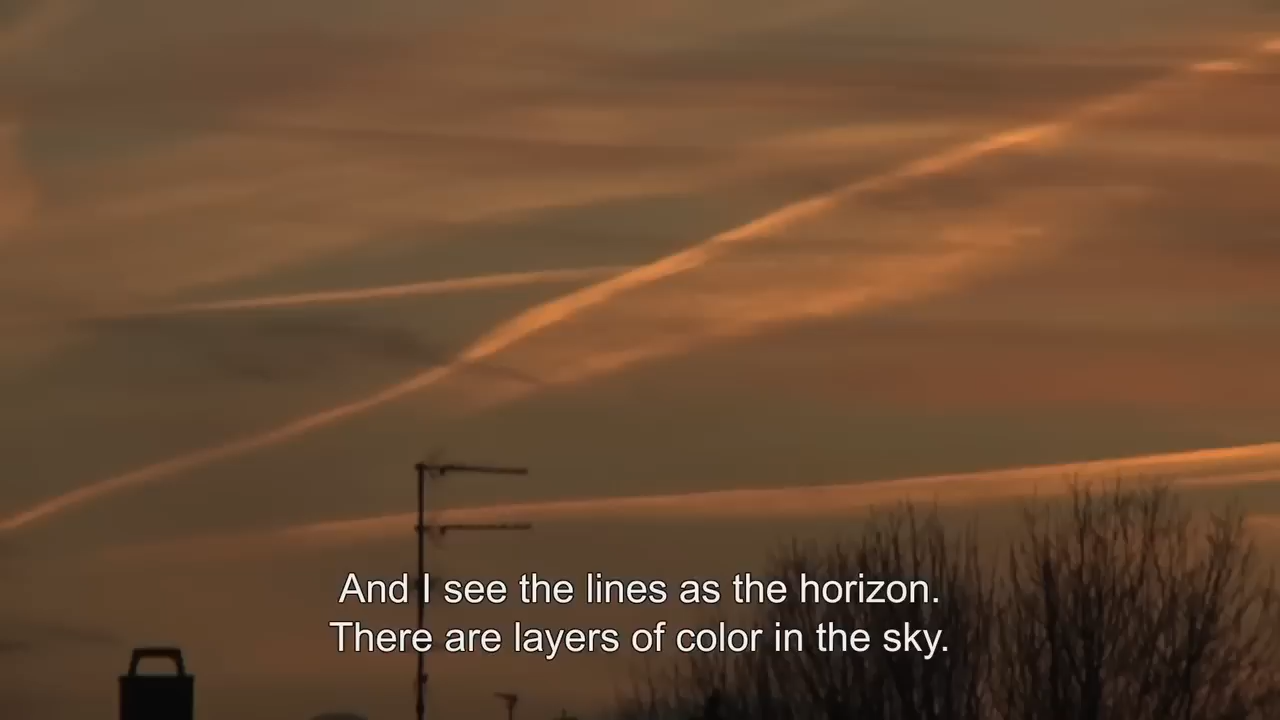 And I see the lines as the horizon.
There are layers of color in the sky.